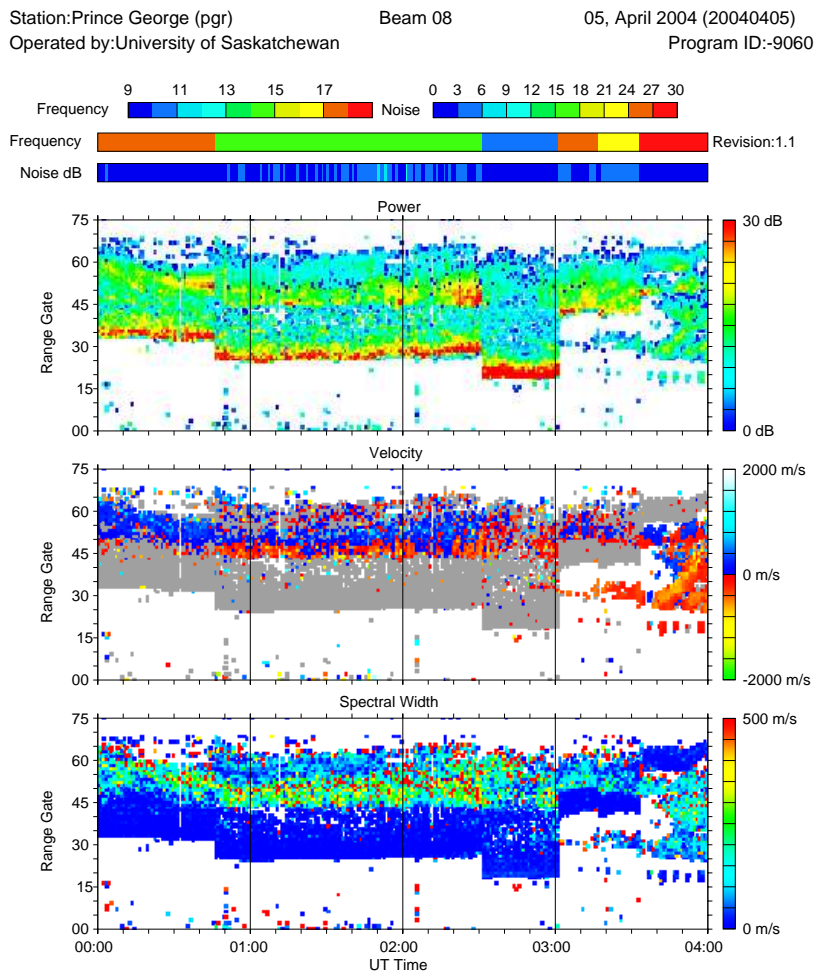 Station:Prince George (pgr) Beam 08 05, April 2004 (20040405)
Operated by:University of Saskatchewan Program ID:-9060
9 11 13 15 17 0 3 6 9 12 15 18 21 24 27 30
Frequency Noise
Frequency Revision:1.1
Noise dB
Power
75
60
45
30
15
00
Range Gate
30 dB
0 dB
Velocity
75
60
45
30
15
00
Range Gate
2000 m/s
0 m/s
-2000 m/s
Spectral Width
75
60
45
30
15
00
Range Gate
500 m/s
0 m/s
00:00 01:00 02:00 03:00 04:00
UT Time